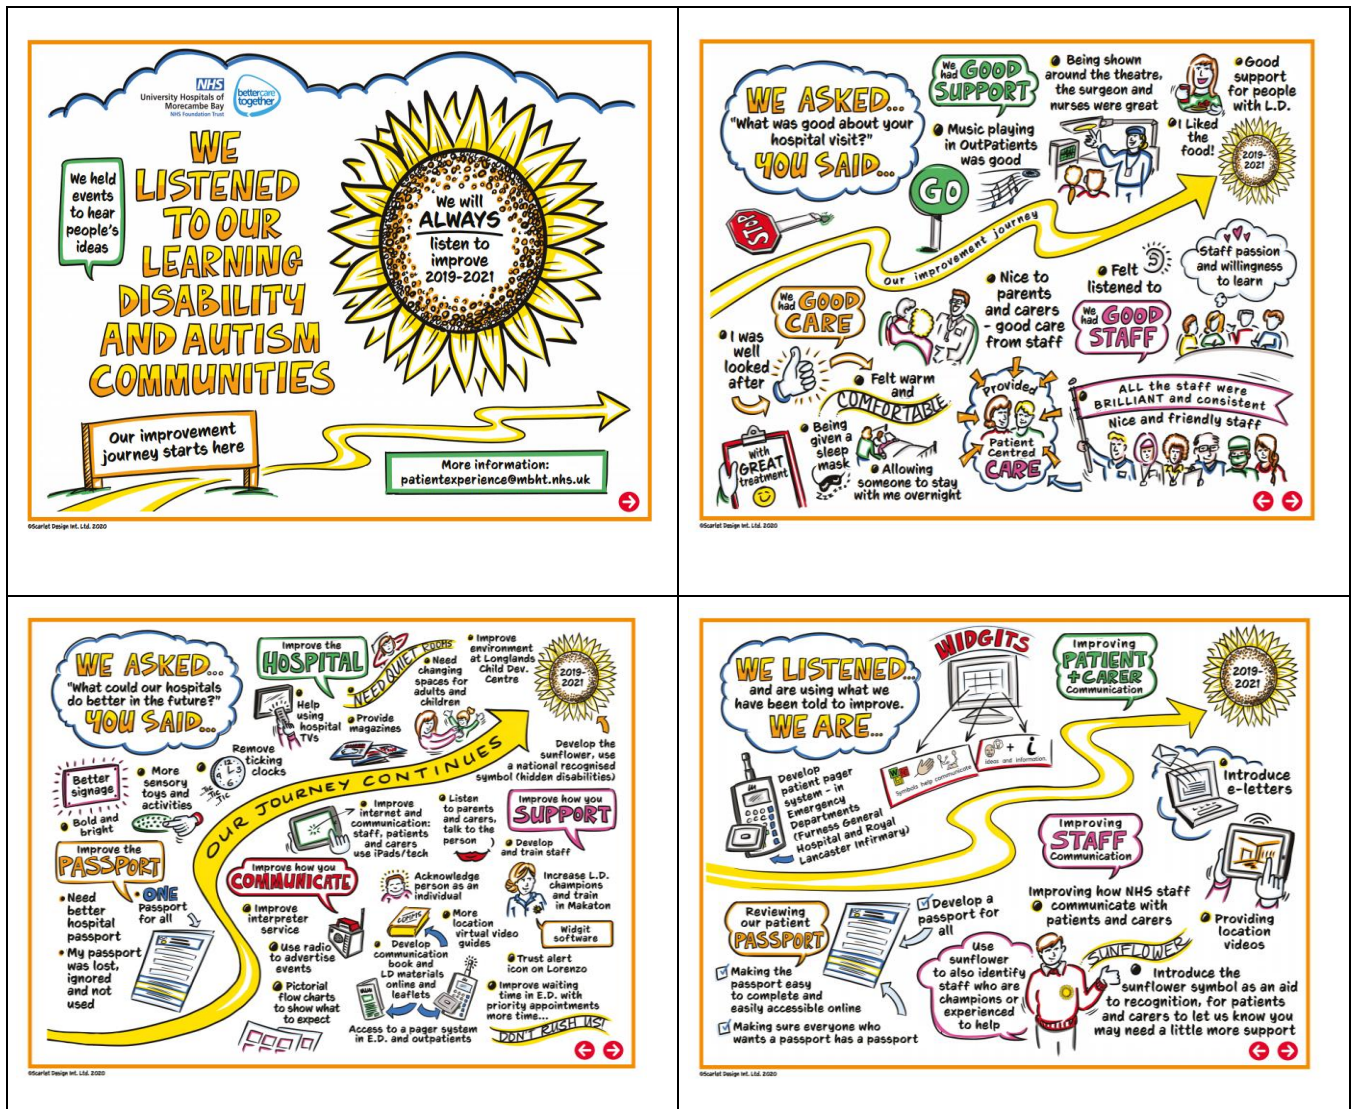 NHS
University Hospitals of
Morecambe Bay
NHS Foundation Trust
bettercare
together
WE
LISTENED
TO OUR
LEARNING
DISABILITY
AND AUTISM
COMMUNITIES
We held
events
to hear
people's
ideas
We will
ALWAYS
listen to
improve
2019-2021
Our improvement
journey starts here
More information:
patientexperience@mbht.nhs.uk
©Scarlet Design Int. Ltd. 2020
WE ASKED...
"What was good about your
hospital visit?"
YOU SAID...
We
had GOOD
SUPPORT
Being shown
around the theatre,
the surgeon and
nurses were great
Good
support
for people
with L.D.
Music playing
in OutPatients
was good
I Liked
the
food!
2019-
2021
STOP
GO
Our improvement journey
We
had GOOD
CARE
Nice to
parents
and carers
- good care
from staff
Felt
listened to
Staff passion
and willingness
to learn
We
had GOOD
STAFF
I was
well
looked
after
Felt warm
and
COMFORTABLE
Provided
Patient
Centred
CARE
ALL the staff were
BRILLIANT and consistent
Nice and friendly staff
With
GREAT
treatment
Being
given a
sleep
mask
Allowing
someone to stay
with me overnight
©Scarlet Design Int. Ltd. 2020
WE ASKED...
"What could our hospitals
do better in the future?"
YOU SAID...
Improve the
HOSPITAL
NEED QUIET ROOMS
Improve
environment
at Longlands
Child Dev.
Centre
Need
changing
spaces for
adults and
children
2019-
2021
Help
using
hospital
TVs
Provide
magazines
Better
signage
Bold and
bright
More
sensory
toys and
activities
Remove
ticking
clocks
TIC
TIC
TIC
OUR JOURNEY CONTINUES
Develop the
sunflower, use
a national recognised
symbol (hidden disabilities)
Improve the
PASSPORT
Need
better
hospital
passport
My passport
was lost,
ignored
and not
used
ONE
Passport
for all
Improve
internet and
communication:
staff, patients
and carers
use iPads/tech
Listen
to parents
and carers,
talk to the
person
Improve how you
SUPPORT
Develop
and train staff
Improve how you
COMMUNICATE
Acknowledge
person as an
individual
Increase L.D.
champions
and train
in Makaton
Improve
interpreter
service
COMMS
More
location
virtual video
guides
Widgit
software
Use radio
to advertise
events
Develop
communication
book and
LD materials
online and
leaflets
Trust alert
icon on Lorenzo
Pictorial
flow charts
to show what
to expect
Improve waiting
time in E.D. with
priority appointments
more time...
Access to a pager system
in E.D. and outpatients
DON'T RUSH US!
©Scarlet Design Int. Ltd. 2020
WE LISTENED...
and are using what we
have been told to improve.
WE ARE...
WIDGITS
Symbols help communicate
ideas and information.
Improving
PATIENT
+ CARER
Communication
2019-
2021
Develop
patient pager
system - in
Emergency
Departments
(Furness General
Hospital and Royal
Lancaster Infirmary)
Introduce
e-letters
Improving
STAFF
Communication
Reviewing
our patient
PASSPORT
Develop a
passport for
all
Making the
passport easy
to complete and
easily accessible online
Making sure everyone who
wants a passport has a passport
Improving how NHS staff
communicate with
patients and carers
Providing
location
videos
Use
sunflower
to also identify
staff who are
champions or
experienced
to help
SUNFLOWER
Introduce the
sunflower symbol as an aid
to recognition, for patients
and carers to let us know you
may need a little more support
©Scarlet Design Int. Ltd. 2020